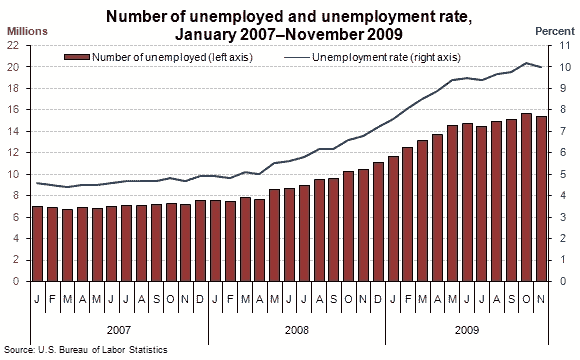 Number of unemployed and unemployment rate,
January 2007–November 2009
Millions Percent
Number of unemployed (left axis) Unemployment rate (right axis)
22 11
20 10
18 9
16 8
14 7
12 6
10 5
8 4
6 3
4 2
2 1
0 0
J F M A M J J A S O N D J F M A M J J A S O N D J F M A M J J A S O N
2007 2008 2009
Source: U.S. Bureau of Labor Statistics